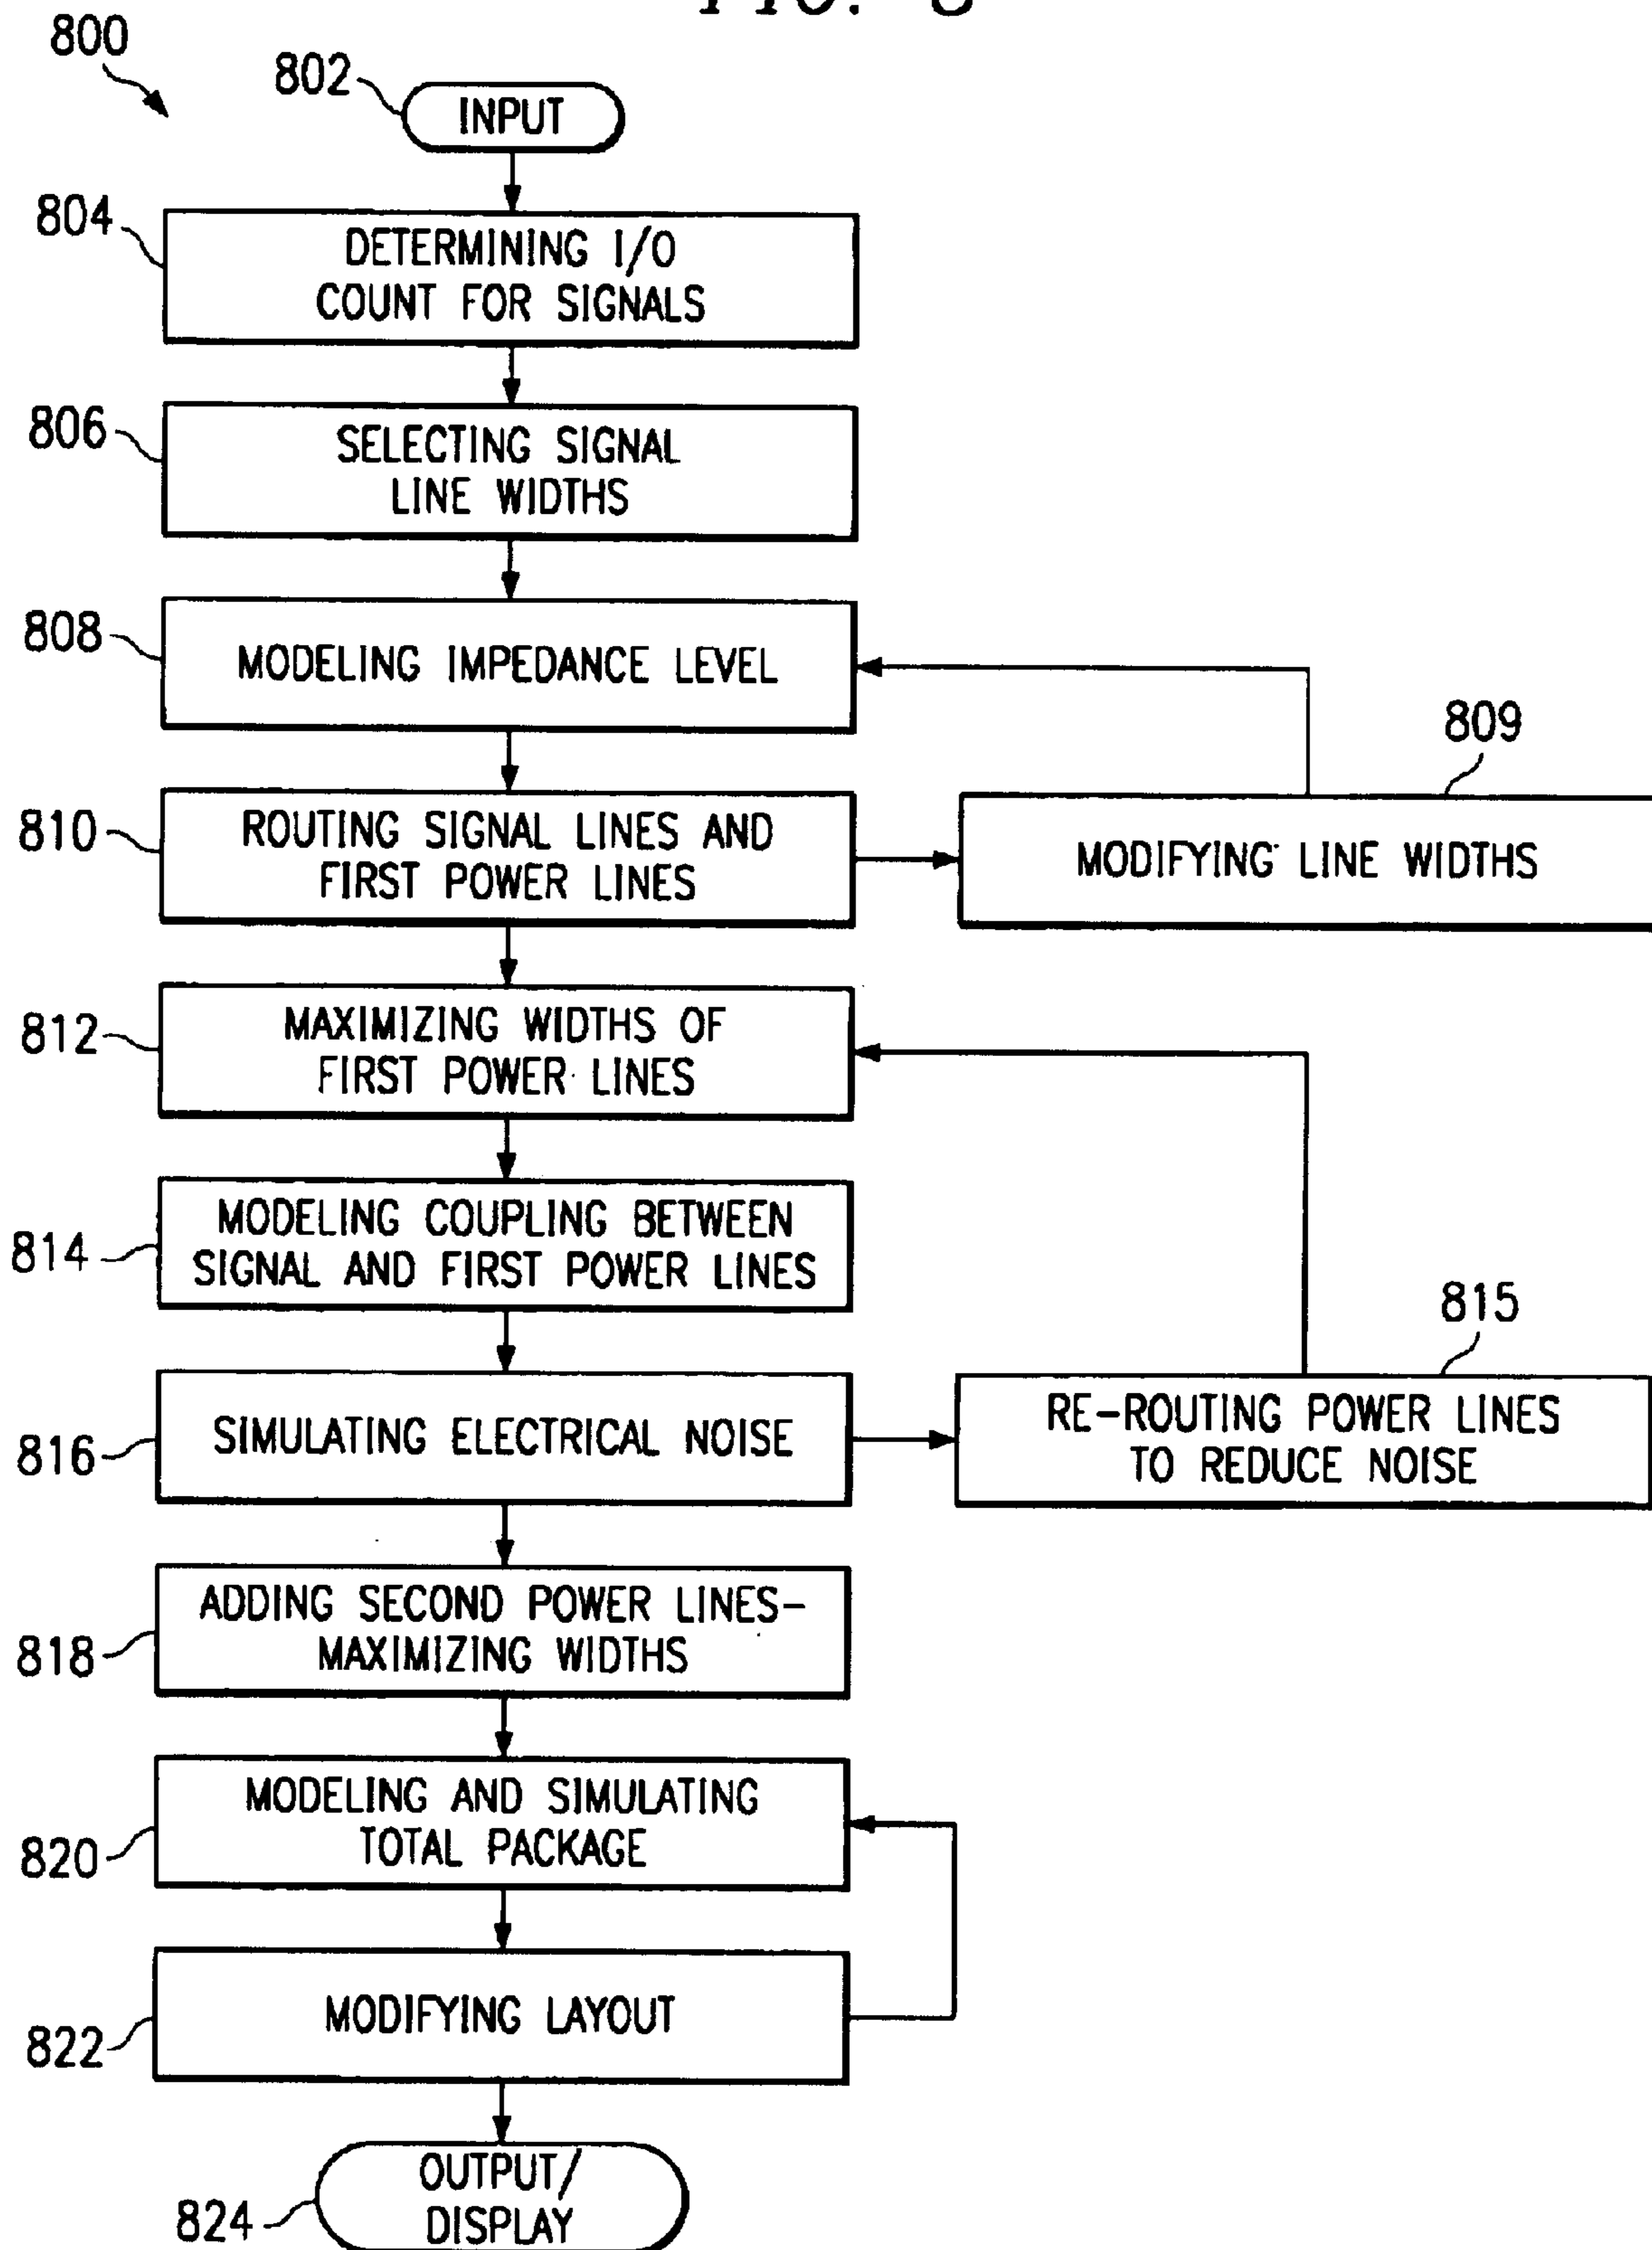 FIG. 8
800
802
INPUT
804
DETERMINING I/O
COUNT FOR SIGNALS
806
SELECTING SIGNAL
LINE WIDTHS
808
MODELING IMPEDANCE LEVEL
809
810
ROUTING SIGNAL LINES AND
FIRST POWER LINES
MODIFYING LINE WIDTHS
812
MAXIMIZING WIDTHS OF
FIRST POWER LINES
814
MODELING COUPLING BETWEEN
SIGNAL AND FIRST POWER LINES
815
816
SIMULATING ELECTRICAL NOISE
RE-ROUTING POWER LINES
TO REDUCE NOISE
818
ADDING SECOND POWER LINES-
MAXIMIZING WIDTHS
820
MODELING AND SIMULATING
TOTAL PACKAGE
822
MODIFYING LAYOUT
824
OUTPUT/
DISPLAY